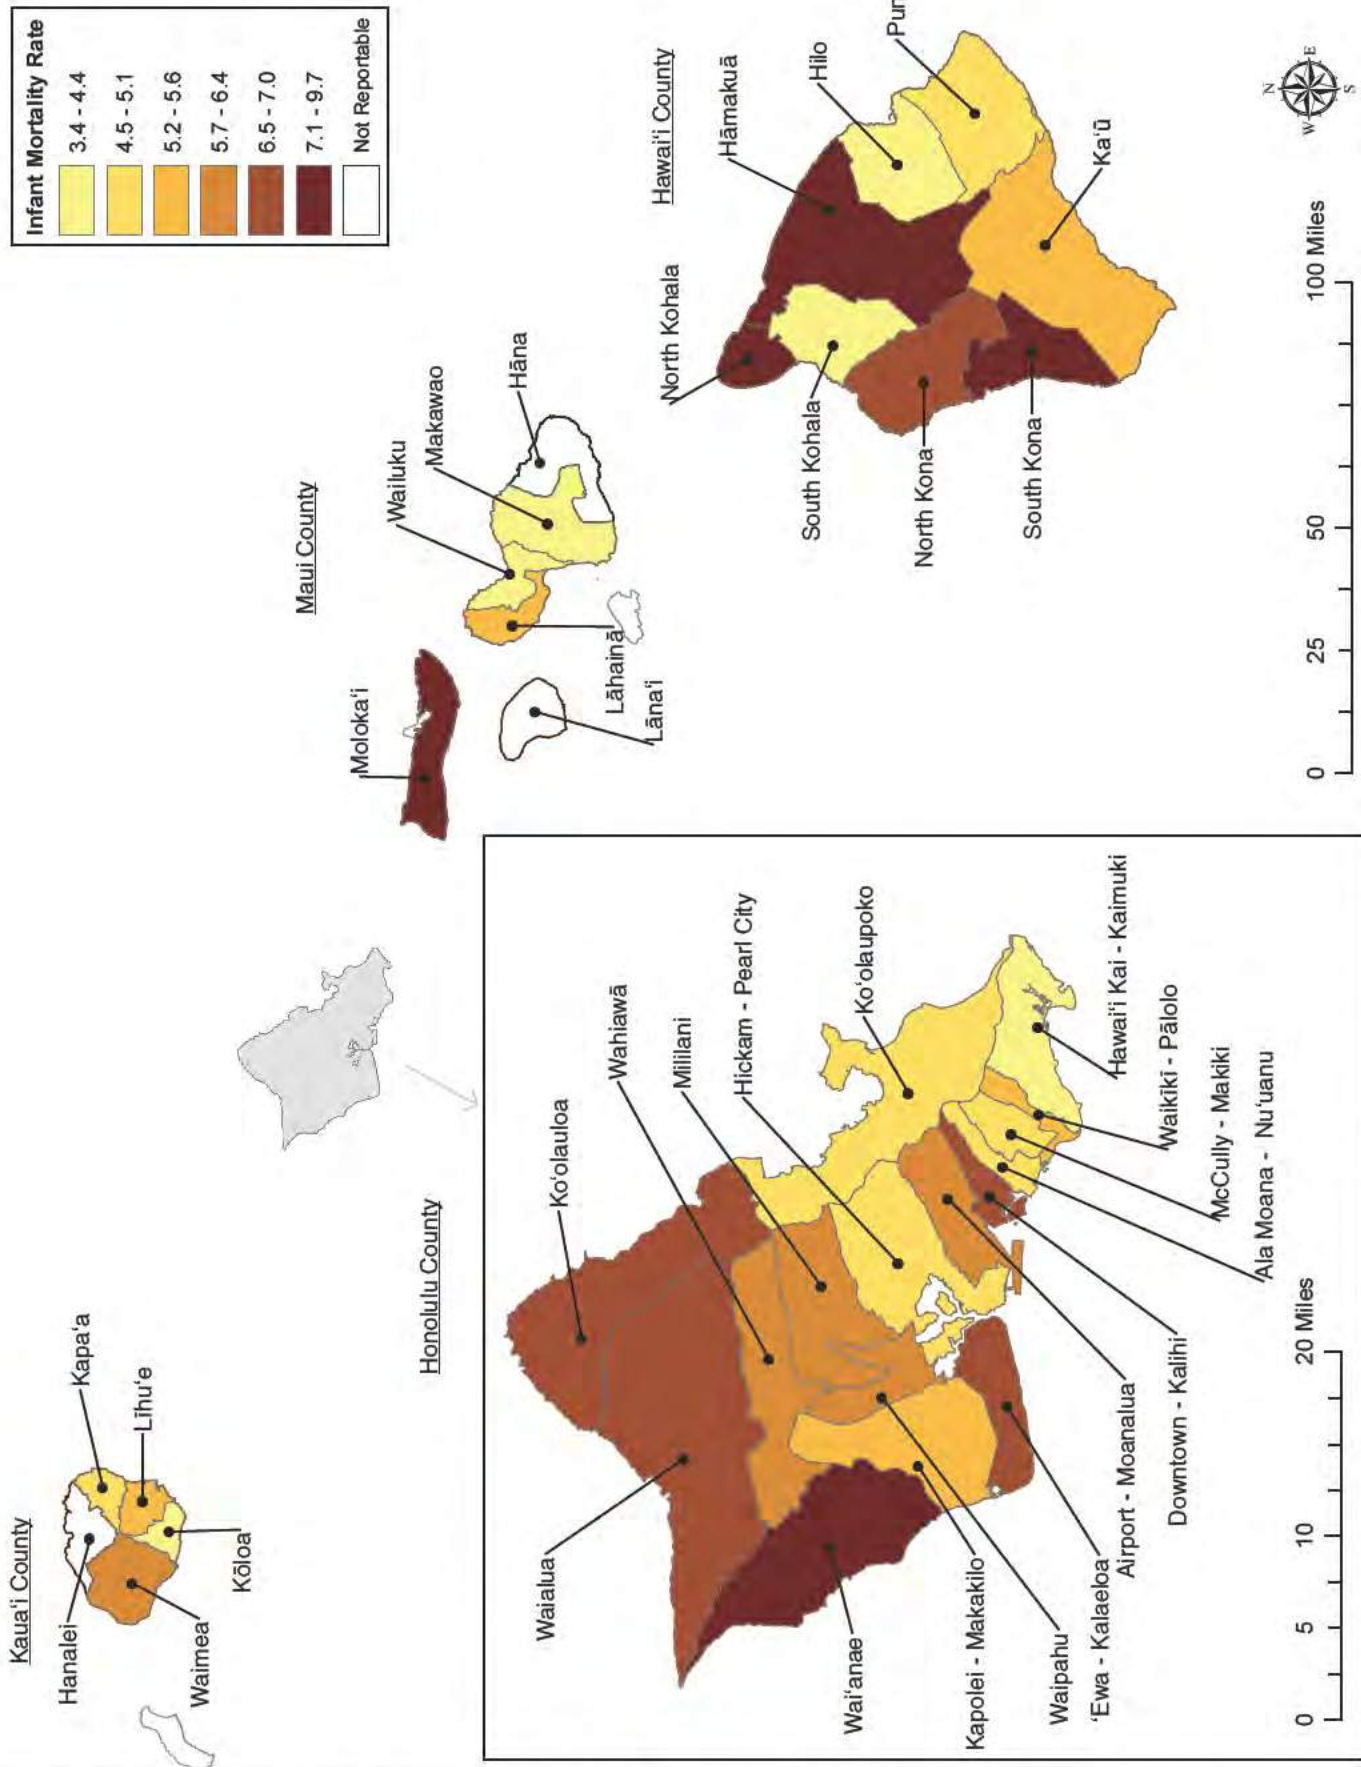 Infant Mortality Rate
3.4 - 4.4
4.5 - 5.1
5.2 - 5.6
5.7 - 6.4
6.5 - 7.0
7.1 - 9.7
Not Reportable
Kaua‘i County
Hanalei
Kapa‘a
Līhu‘e
Waimea
Kōloa
Honolulu County
Ko‘olauloa
Wahiawā
Mililani
Hickam - Pearl City
Ko‘olaupoko
Waialua
Wai‘anae
Kapolei - Makakilo
Waipahu
‘Ewa - Kalaeloa
Airport - Moanalua
Downtown - Kalihi
Ala Moana - Nu‘uanu
McCully - Makiki
Waikiki - Pālolo
Hawai‘i Kai - Kaimuki
0 5 10 20 Miles
Maui County
Moloka‘i
Wailuku
Makawao
Hāna
Lāhainā
Lāna‘i
Hawai‘i County
North Kohala
Hāmakuā
Hilo
Pun
South Kohala
North Kona
South Kona
Ka‘ū
0 25 50 100 Miles
N
W E
S